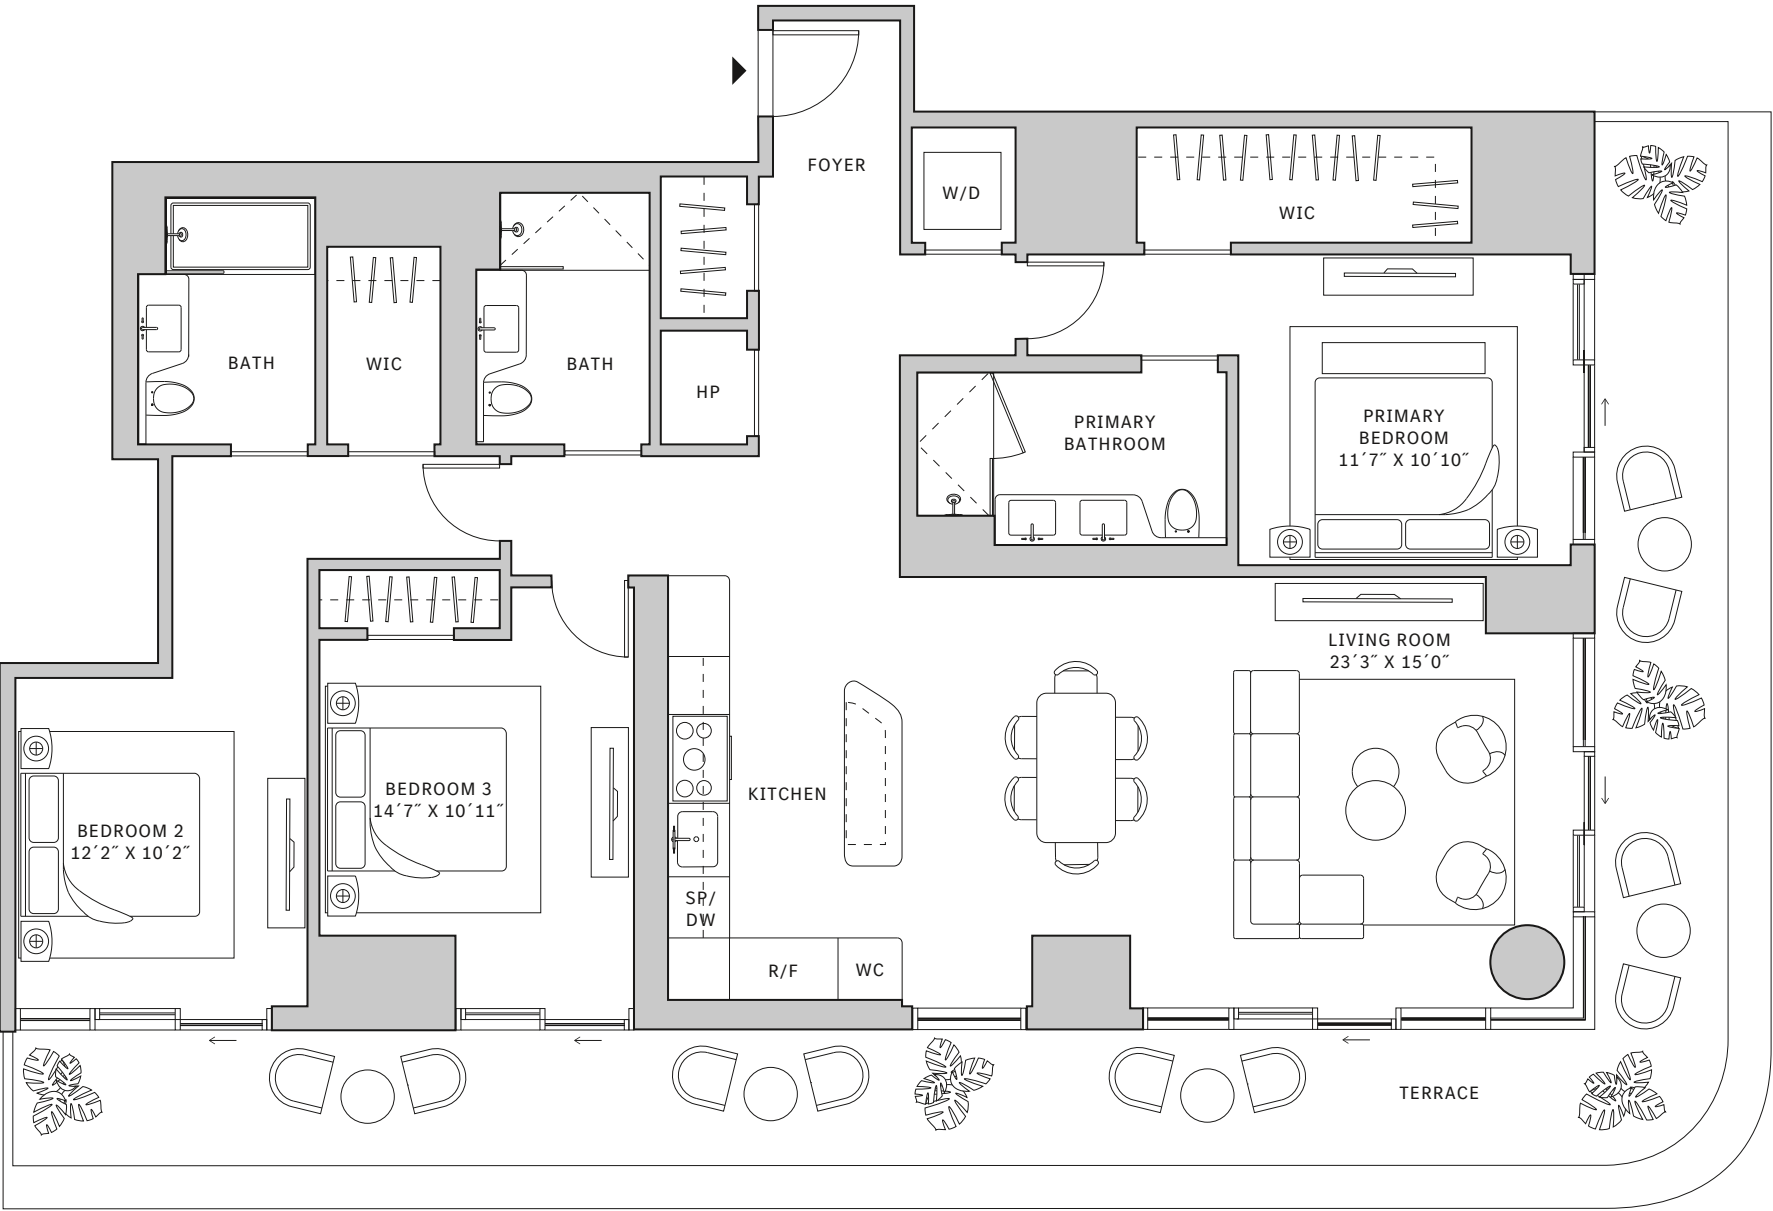 FOYER
W/D
WIC
BATH
WIC
BATH
HP
PRIMARY
BATHROOM
PRIMARY
BEDROOM
11´7˝ X 10´10˝
LIVING ROOM
23´3˝ X 15´0˝
KITCHEN
BEDROOM 3
14´7˝ X 10´11˝
BEDROOM 2
12´2˝ X 10´2˝
SP/
DW
R/F
WC
TERRACE